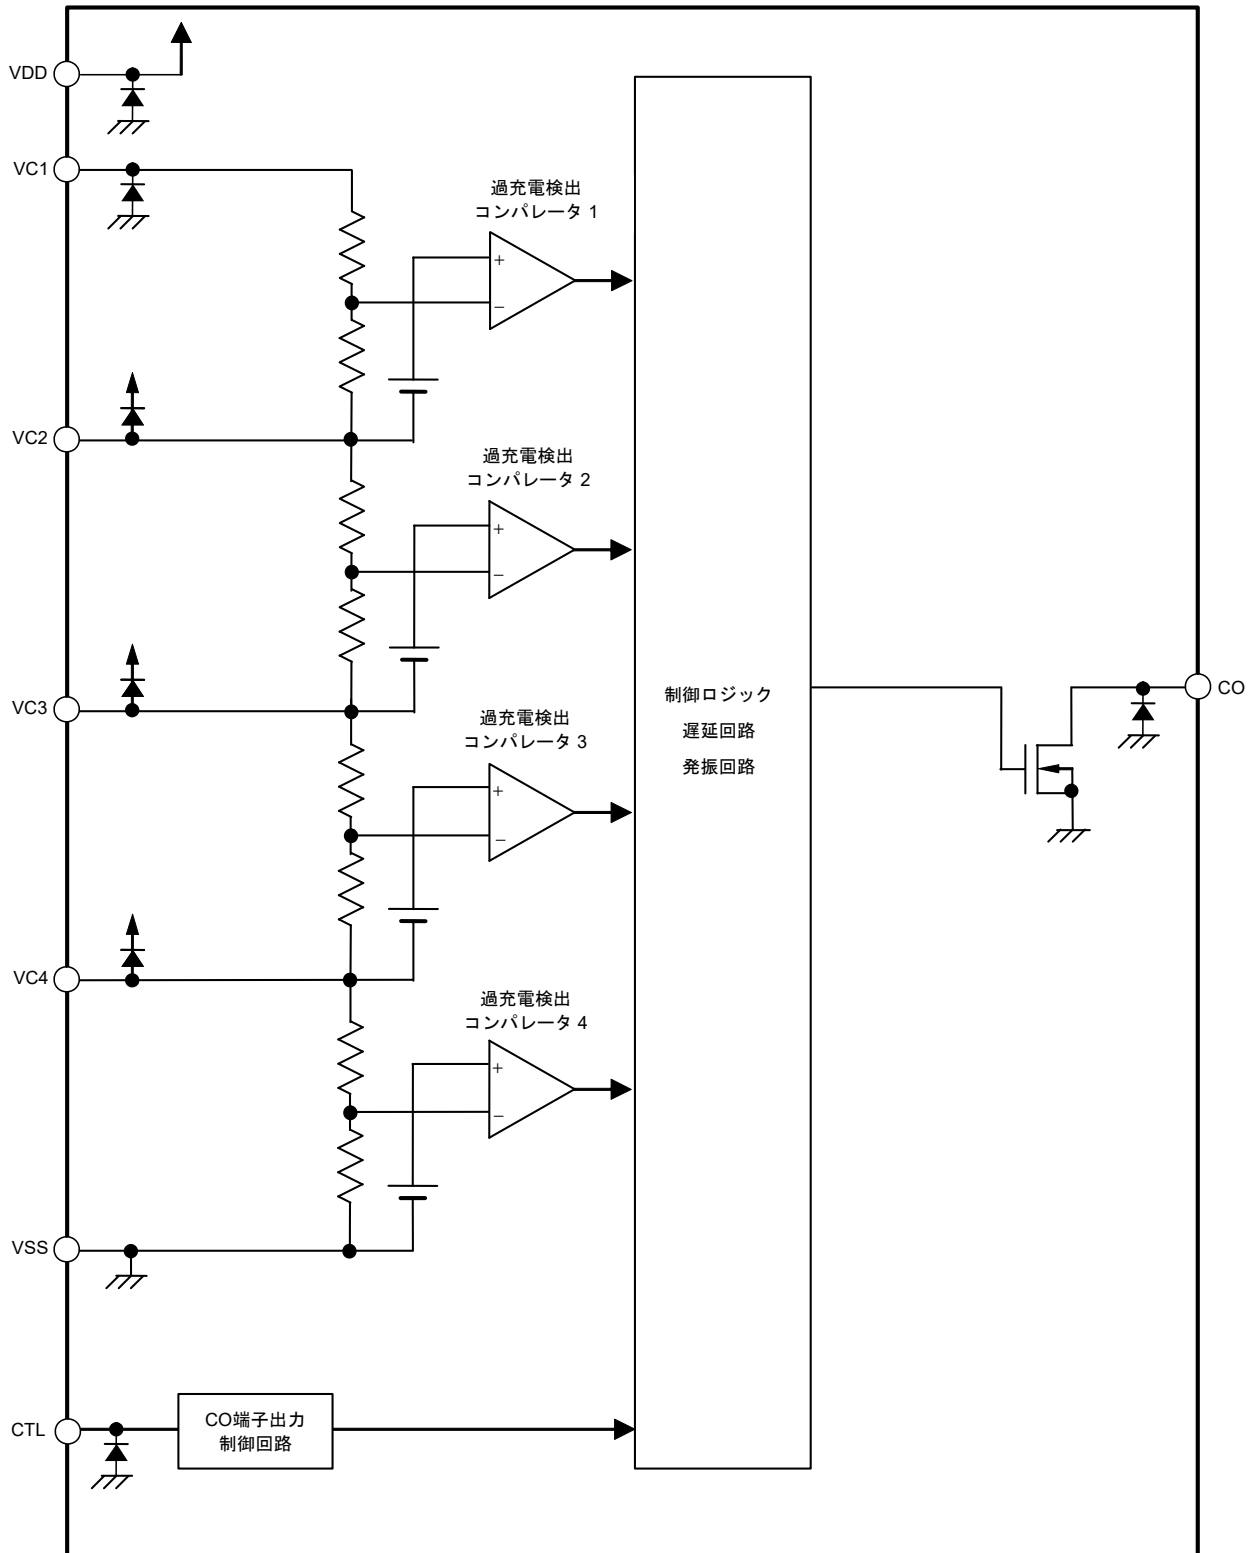 VDD
VC1
過充電検出
コンパレータ 1
+
−
VC2
過充電検出
コンパレータ 2
+
−
VC3
過充電検出
コンパレータ 3
+
−
制御ロジック
遅延回路
発振回路
CO
VC4
過充電検出
コンパレータ 4
+
−
VSS
CTL
CO端子出力
制御回路